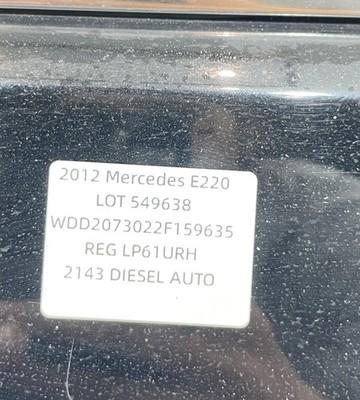 2012 Mercedes E220
LOT 549638
WDD2073022F159635
REG LP61URH
2143 DIESEL AUTO